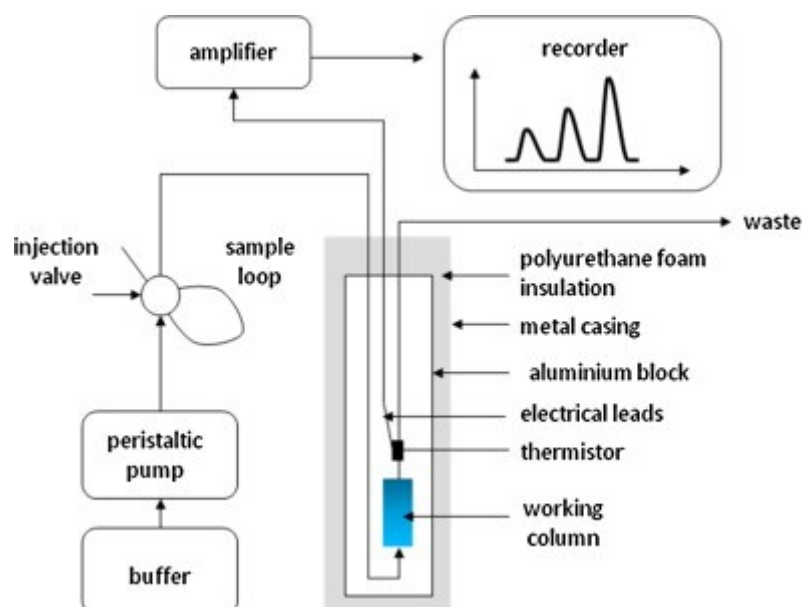 amplifier
recorder
waste
injection
valve
sample
loop
polyurethane foam
insulation
metal casing
aluminium block
electrical leads
thermistor
peristaltic
pump
working
column
buffer